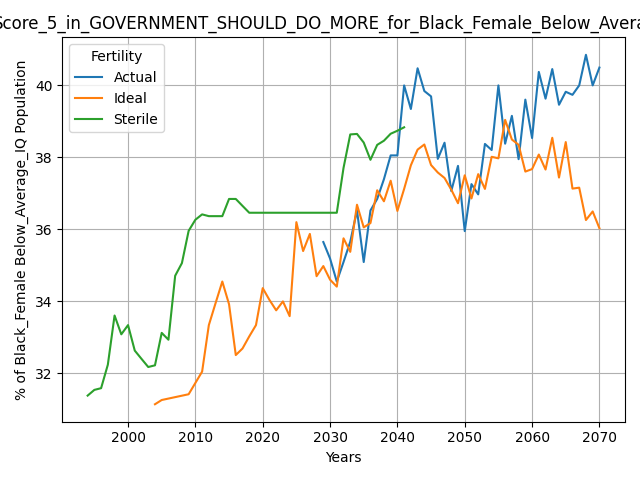 Score_5_in_GOVERNMENT_SHOULD_DO_MORE_for_Black_Female_Below_Avera
Fertility
Actual
Ideal
Sterile
% of Black_Female Below_Average_IQ Population
40
38
36
34
32
2000 2010 2020 2030 2040 2050 2060 2070
Years